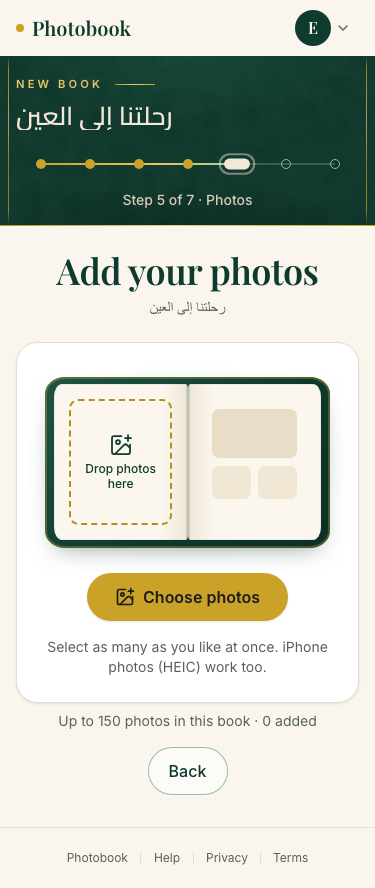 Photobook
E
NEW BOOK
رحلتنا إلى العين
Step 5 of 7 · Photos
Add your photos
رحلتنا إلى العين
Drop photos
here
Choose photos
Select as many as you like at once. iPhone
photos (HEIC) work too.
Up to 150 photos in this book · 0 added
Back
Photobook
Help
Privacy
Terms